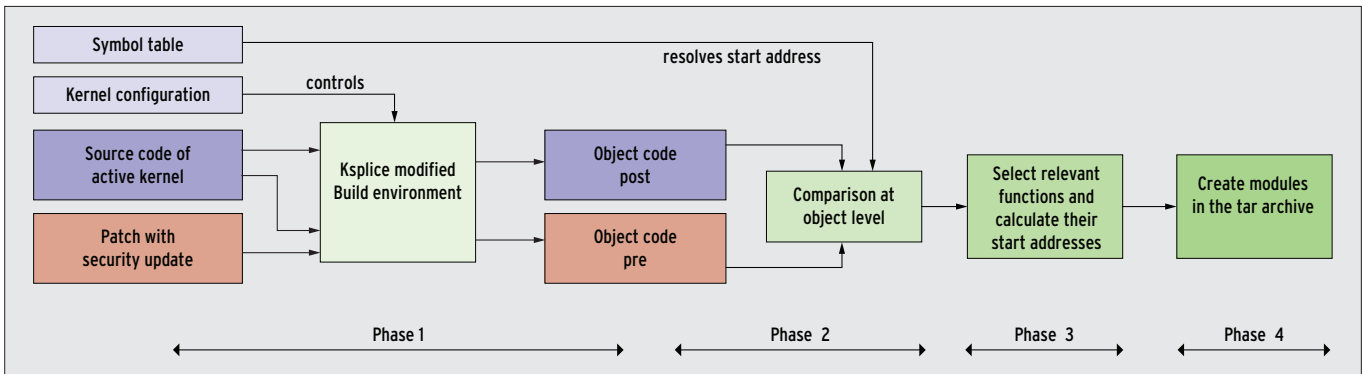 Symbol table
resolves start address
Kernel configuration
controls
Source code of
active kernel
Patch with
security update
Ksplice modified
Build environment
Object code
post
Object code
pre
Comparison at
object level
Select relevant
functions and
calculate their
start addresses
Create modules
in the tar archive
Phase 1
Phase 2
Phase 3
Phase 4